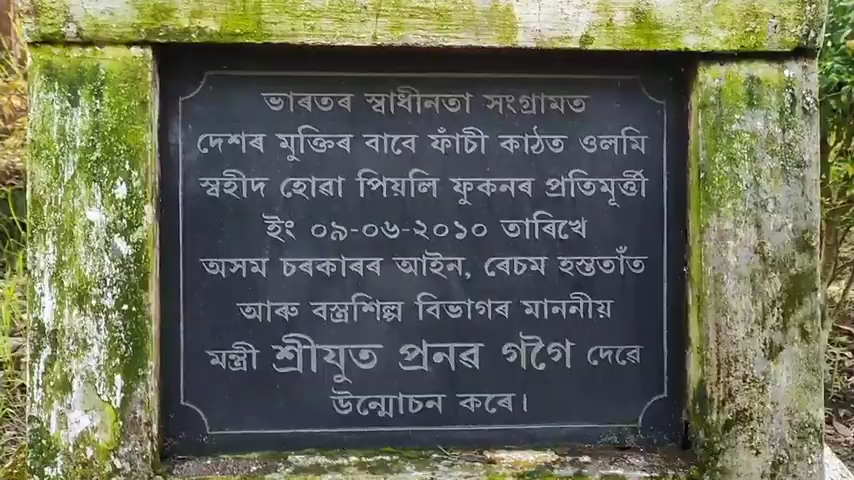 ভাৰতৰ স্বাধীনতা সংগ্ৰামত
দেশৰ মুক্তিৰ বাবে ফাঁচী কাঠত ওলমি
স্বহীদ হোৱা পিয়লি ফুকনৰ প্ৰতিমূৰ্ত্তী
ইং ০৯-০৬-২০১০ তাৰিখে
অসম চৰকাৰৰ আইন, ৰেচম হস্ততাঁত
আৰু বস্ত্ৰশিল্প বিভাগৰ মাননীয়
মন্ত্ৰী শ্ৰীযুত প্ৰনৱ গগৈ দেৱে
উন্মোচন কৰে।